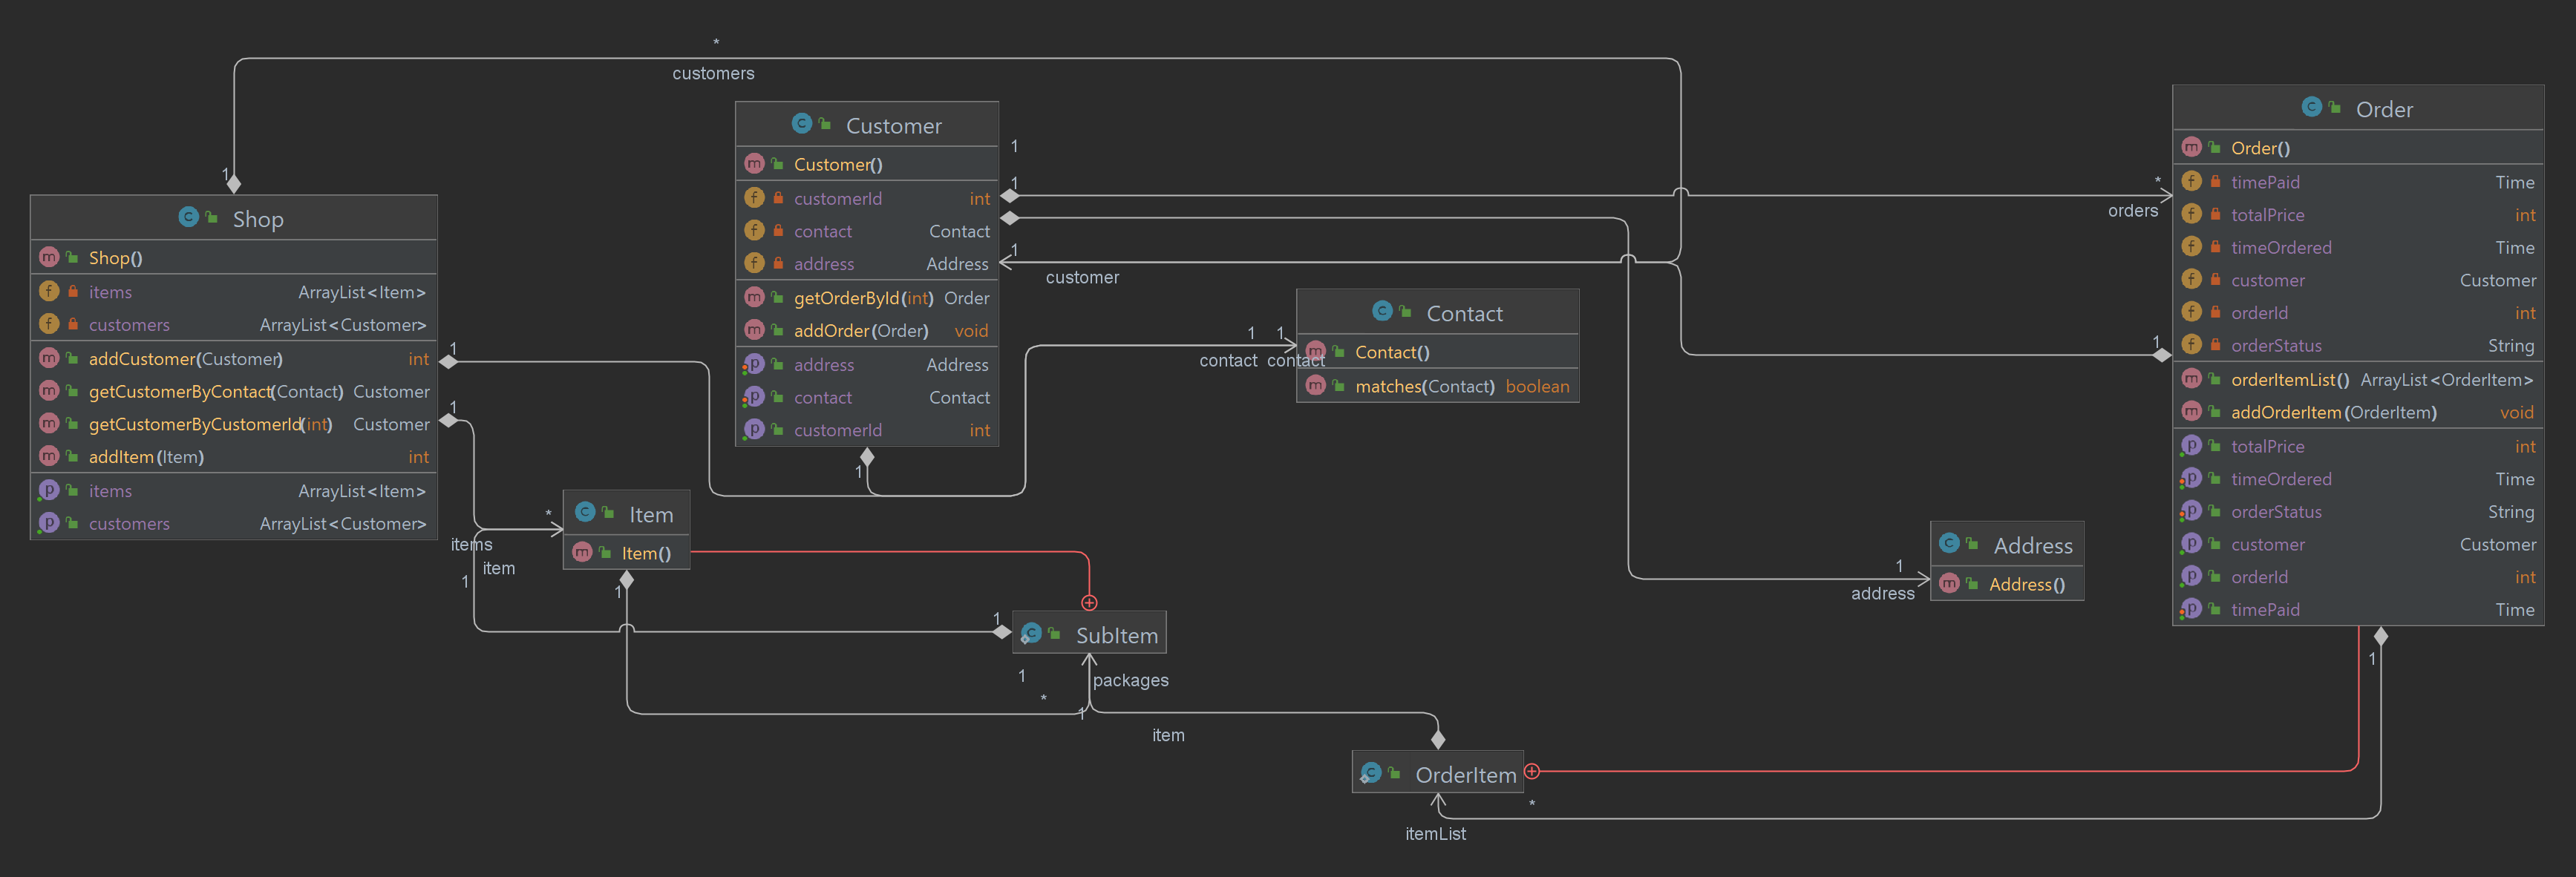 *
customers
1
Shop
Shop()
items ArrayList<Item>
customers ArrayList<Customer>
addCustomer(Customer) int
getCustomerByContact(Contact) Customer
getCustomerByCustomerId(int) Customer
addItem(Item) int
items ArrayList<Item>
customers ArrayList<Customer>
1
1
Customer
Customer()
customerId int
contact Contact
address Address
getOrderById(int) Order
addOrder(Order) void
address Address
contact Contact
customerId int
1
1
1
customer
1
1 1
contact contact
Contact
Contact()
matches(Contact) boolean
*
orders
1
Order
Order()
timePaid Time
totalPrice int
timeOrdered Time
customer Customer
orderId int
orderStatus String
orderItemList() ArrayList<OrderItem>
addOrderItem(OrderItem) void
totalPrice int
timeOrdered Time
orderStatus String
customer Customer
orderId int
timePaid Time
1
*
items
item
1
Item
Item()
1
1
SubItem
1
packages
*
1
item
1
address
Address
Address()
OrderItem
*
itemList